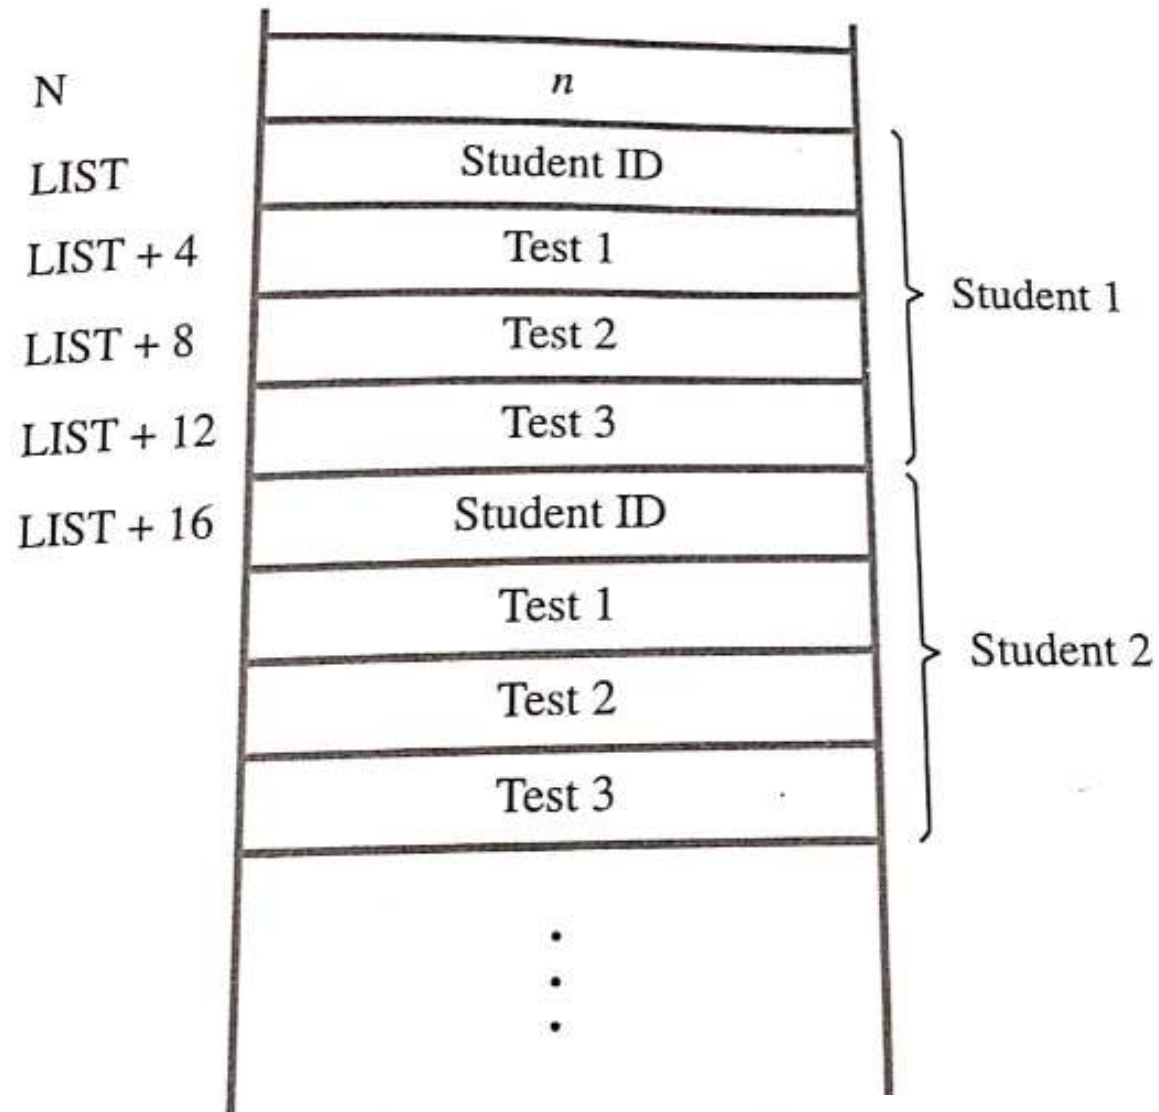 N n
LIST Student ID
LIST + 4 Test 1
LIST + 8 Test 2
Student 1
LIST + 12 Test 3
LIST + 16 Student ID
Test 1
Student 2
Test 2
Test 3